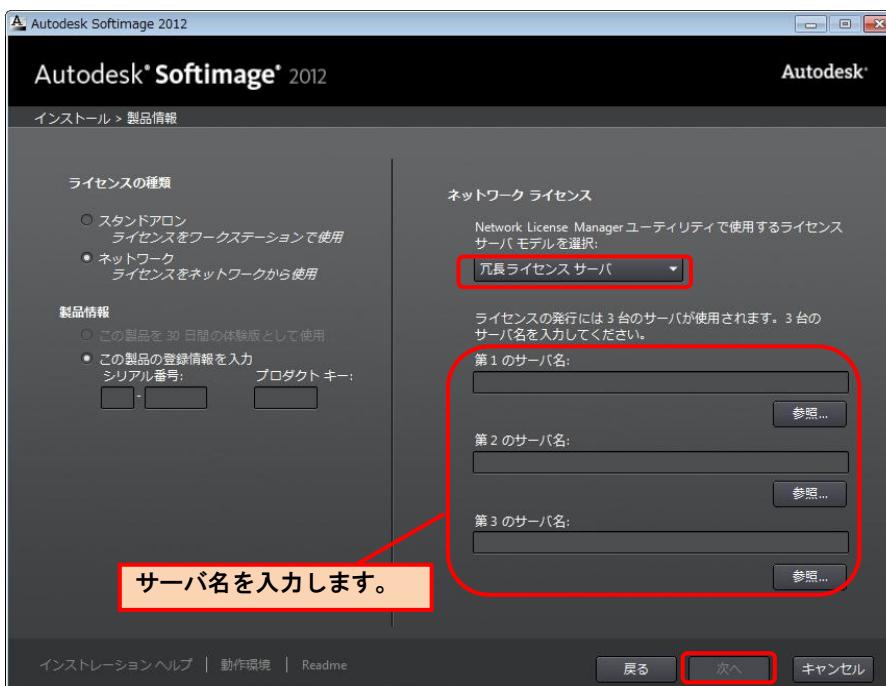 Autodesk Softimage 2012
Autodesk® Softimage® 2012
Autodesk®
インストール > 製品情報
ライセンスの種類
スタンドアロン
ライセンスをワークステーションで使用
ネットワーク
ライセンスをネットワークから使用
製品情報
この製品を 30 日間の体験版として使用
この製品の登録情報を入力
シリアル番号: プロダクト キー:
-
ネットワーク ライセンス
Network License Manager ユーティリティで使用するライセンス
サーバ モデルを選択:
冗長ライセンス サーバ
ライセンスの発行には 3 台のサーバが使用されます。3 台の
サーバ名を入力してください。
第 1 のサーバ名:
参照...
第 2 のサーバ名:
参照...
第 3 のサーバ名:
参照...
サーバ名を入力します。
インストレーション ヘルプ | 動作環境 | Readme
戻る 次へ キャンセル